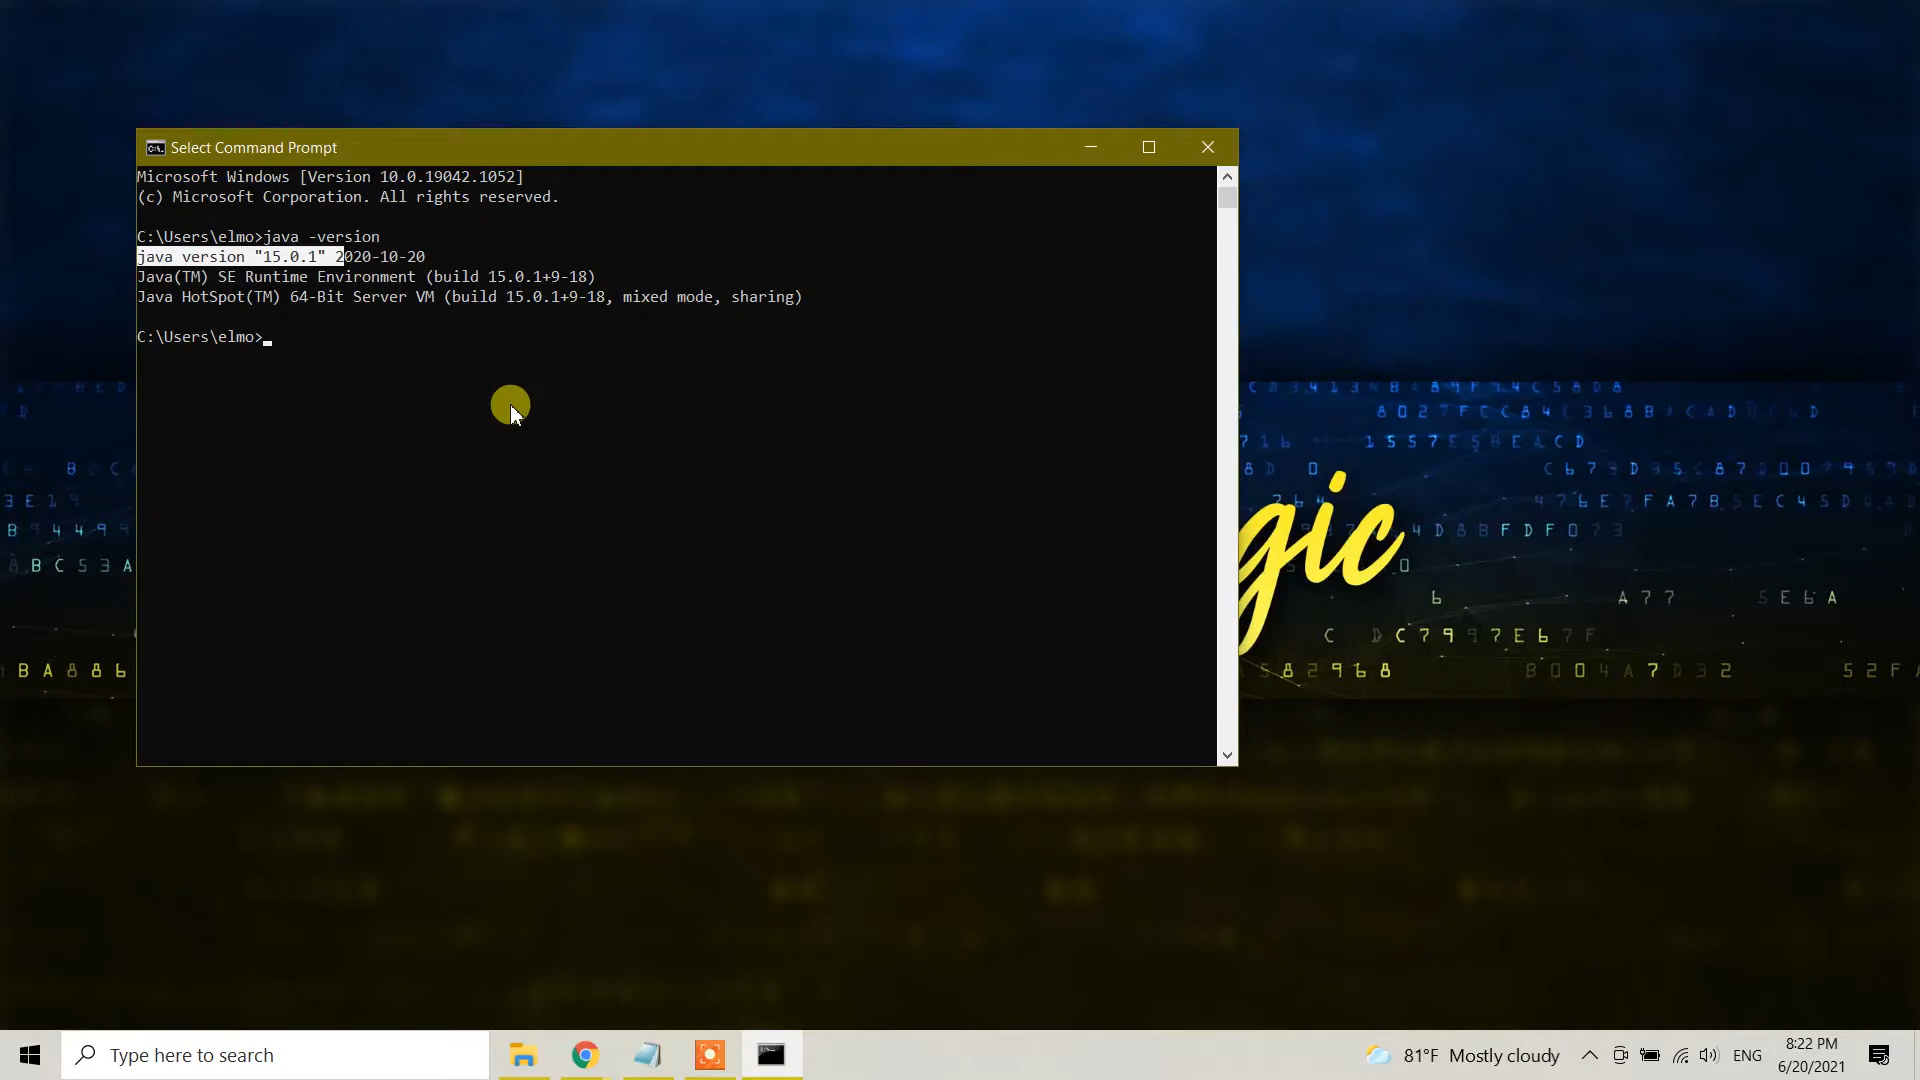 Select Command Prompt
Microsoft Windows [Version 10.0.19042.1052]
(c) Microsoft Corporation. All rights reserved.
C:\Users\elmo>java -version
java version "15.0.1" 2020-10-20
Java(TM) SE Runtime Environment (build 15.0.1+9-18)
Java HotSpot(TM) 64-Bit Server VM (build 15.0.1+9-18, mixed mode, sharing)
C:\Users\elmo>
gic
Type here to search
81°F Mostly cloudy
ENG
8:22 PM
6/20/2021